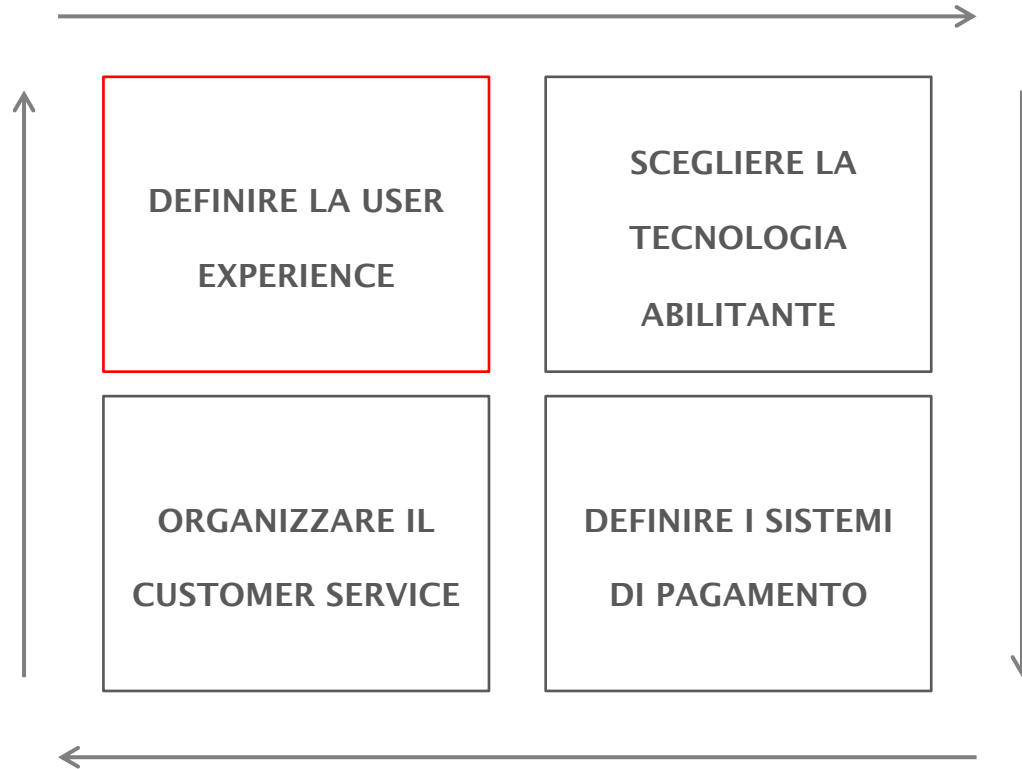 DEFINIRE LA USER
EXPERIENCE
SCEGLIERE LA
TECNOLOGIA
ABILITANTE
ORGANIZZARE IL
CUSTOMER SERVICE
DEFINIRE I SISTEMI
DI PAGAMENTO